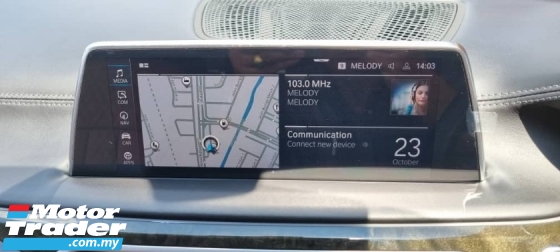 MELODY 14:03
MEDIA
COM
NAV
CAR
APPS
103.0 MHz
MELODY
MELODY
Communication
Connect new device
23
October
Motor
Trader
.com.my